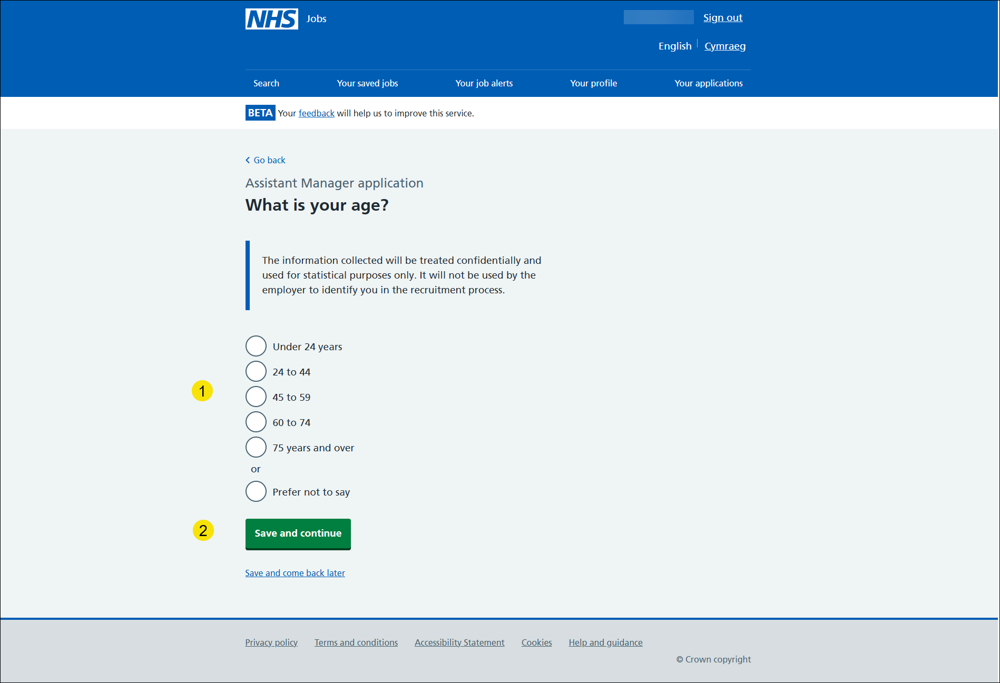 NHS Jobs
Sign out
English Cymraeg
Search Your saved jobs Your job alerts Your profile Your applications
BETA Your feedback will help us to improve this service.
Go back
Assistant Manager application
What is your age?
The information collected will be treated confidentially and
used for statistical purposes only. It will not be used by the
employer to identify you in the recruitment process.
Under 24 years
24 to 44
1
45 to 59
60 to 74
75 years and over
or
Prefer not to say
2
Save and continue
Save and come back later
Privacy policy Terms and conditions Accessibility Statement Cookies Help and guidance
© Crown copyright